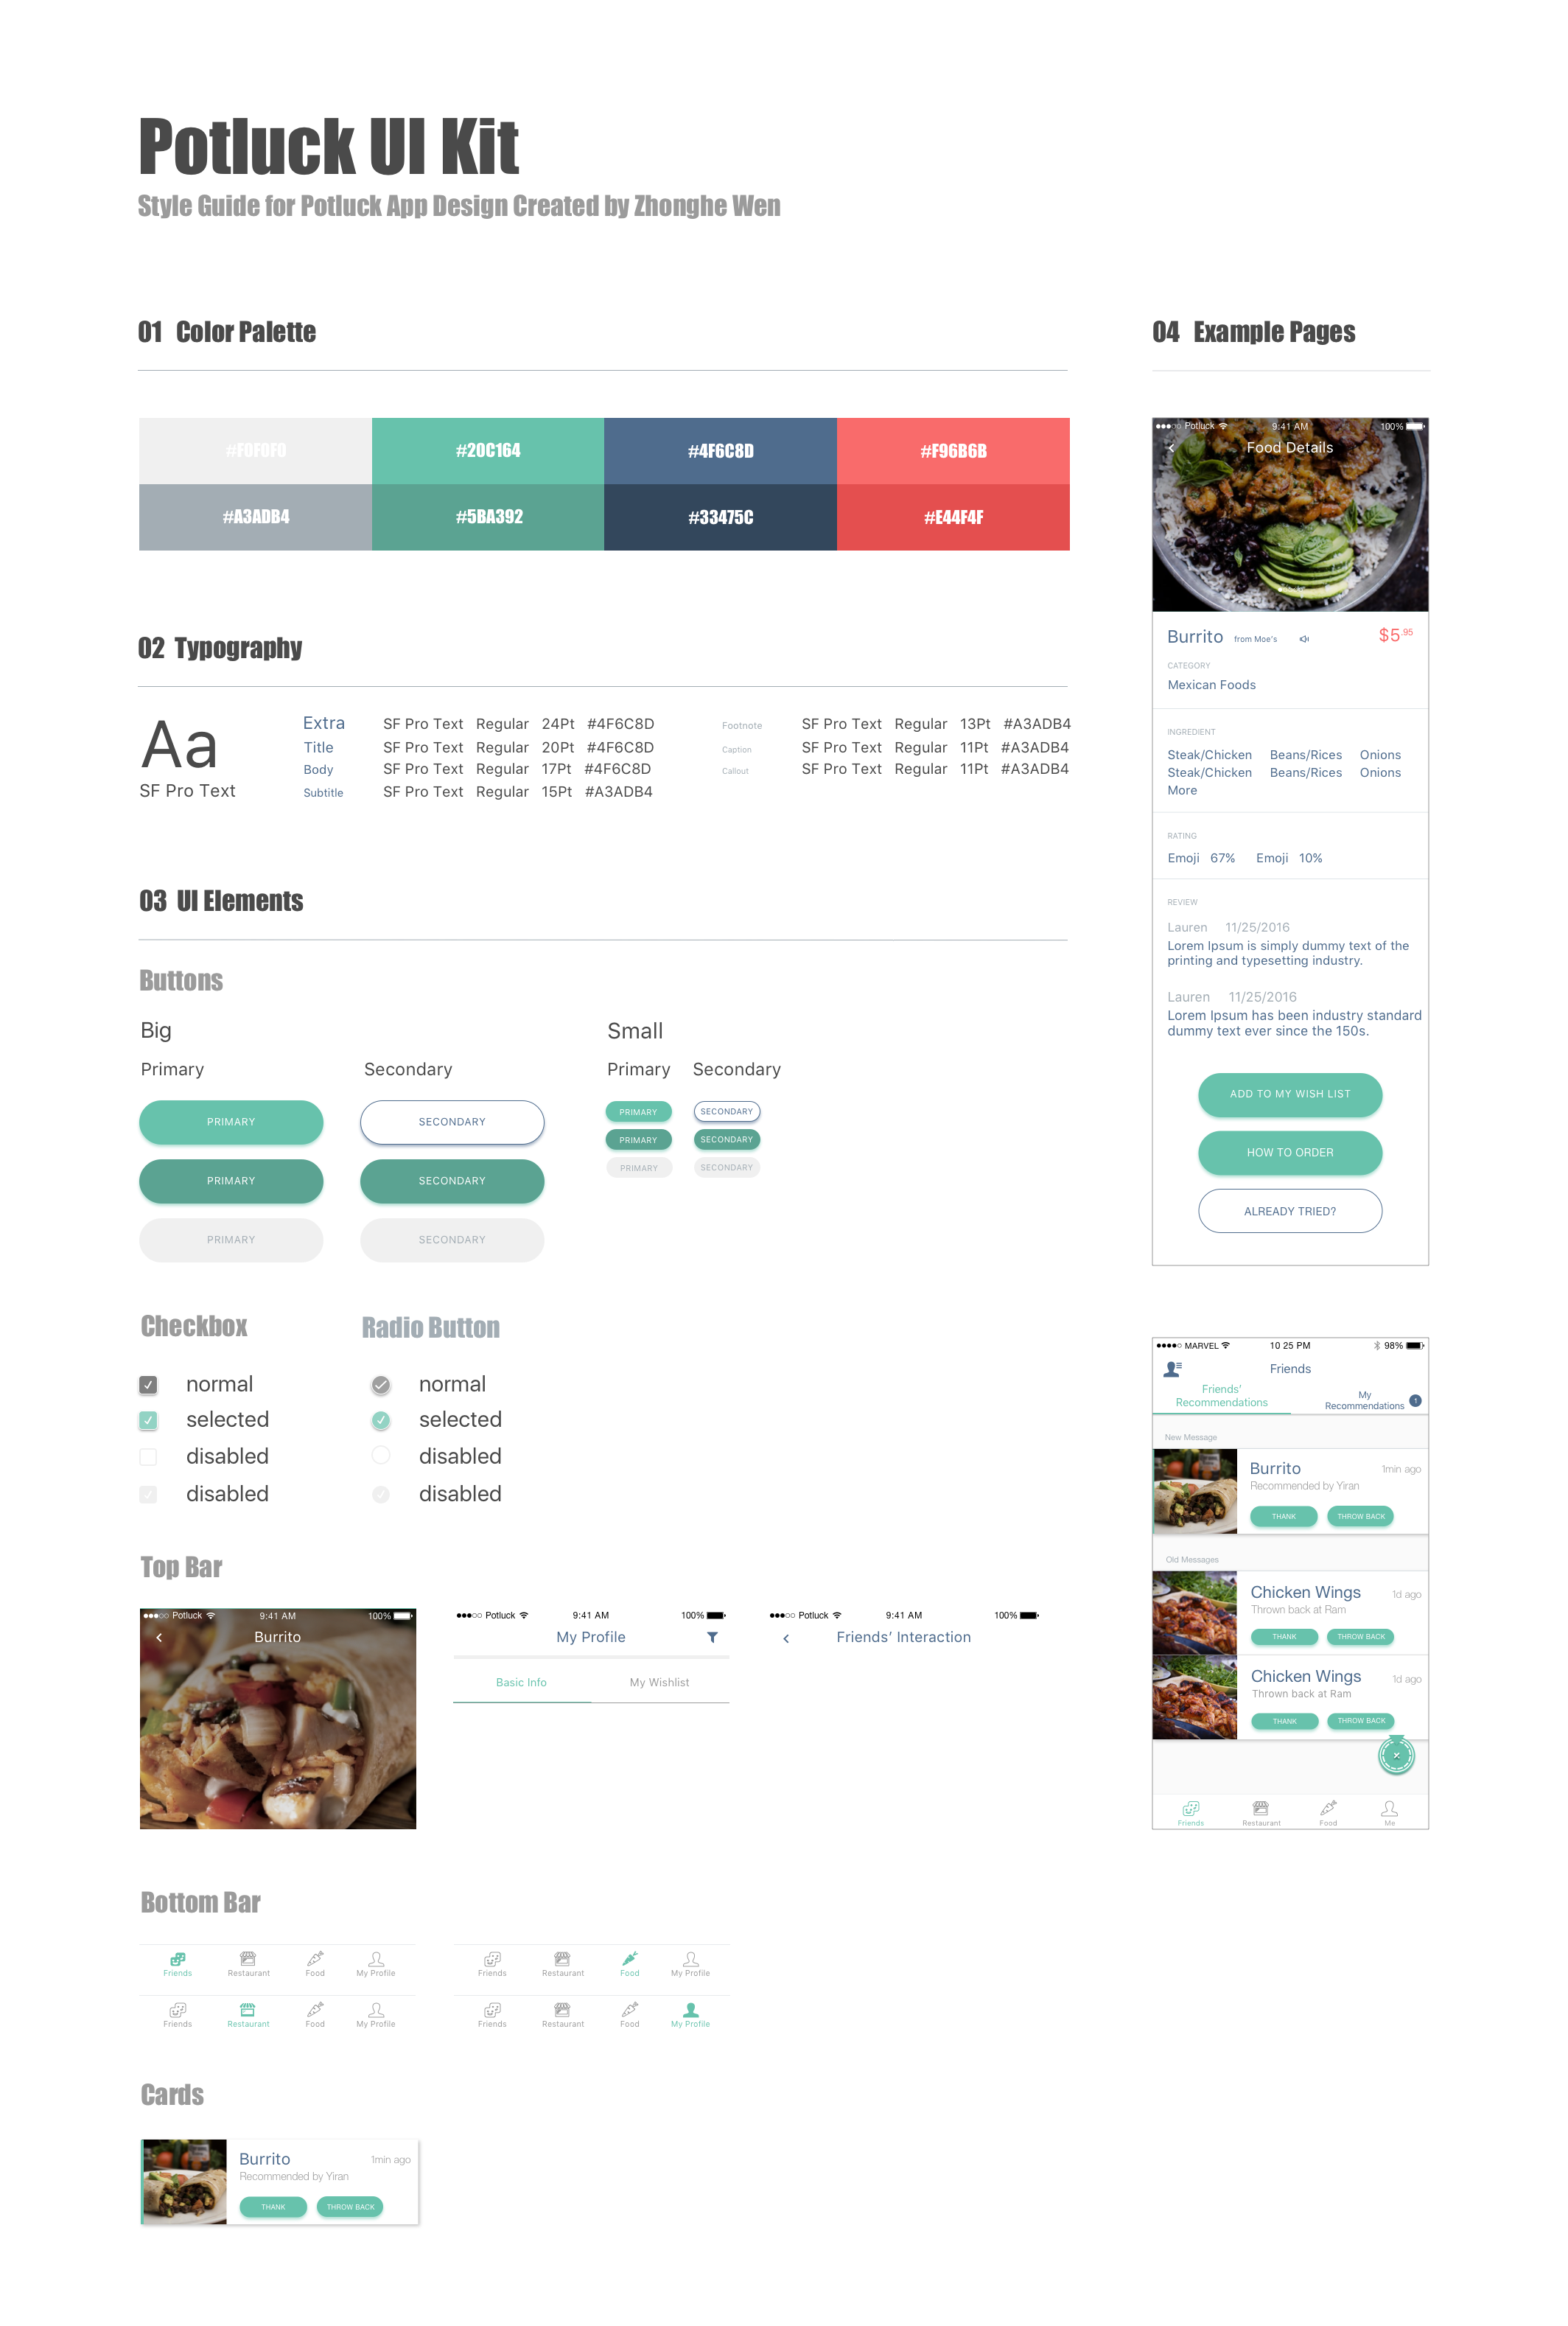 Potluck UI Kit
Style Guide for Potluck App Design Created by Zhonghe Wen
01 Color Palette
#F0F0F0 #20C164 #4F6C8D #F96B6B
#A3ADB4 #5BA392 #33475C #E44F4F
02 Typography
Aa
SF Pro Text
Extra SF Pro Text Regular 24Pt #4F6C8D
Title SF Pro Text Regular 20Pt #4F6C8D
Body SF Pro Text Regular 17Pt #4F6C8D
Subtitle SF Pro Text Regular 15Pt #A3ADB4
Footnote SF Pro Text Regular 13Pt #A3ADB4
Caption SF Pro Text Regular 11Pt #A3ADB4
Callout SF Pro Text Regular 11Pt #A3ADB4
03 UI Elements
Buttons
Big Small
Primary Secondary Primary Secondary
PRIMARY SECONDARY PRIMARY SECONDARY
PRIMARY SECONDARY PRIMARY SECONDARY
PRIMARY SECONDARY PRIMARY SECONDARY
Checkbox Radio Button
normal normal
selected selected
disabled disabled
disabled disabled
Top Bar
Potluck 9:41 AM 100%
Burrito
Potluck 9:41 AM 100%
My Profile
Basic Info My Wishlist
Potluck 9:41 AM 100%
Friends' Interaction
Bottom Bar
Friends Restaurant Food My Profile
Friends Restaurant Food My Profile
Friends Restaurant Food My Profile
Friends Restaurant Food My Profile
Cards
Burrito 1min ago
Recommended by Yiran
THANK THROW BACK
04 Example Pages
Potluck 9:41 AM 100%
Food Details
Burrito from Moe's $5.95
CATEGORY
Mexican Foods
INGREDIENT
Steak/Chicken Beans/Rices Onions
Steak/Chicken Beans/Rices Onions
More
RATING
Emoji 67% Emoji 10%
REVIEW
Lauren 11/25/2016
Lorem Ipsum is simply dummy text of the
printing and typesetting industry.
Lauren 11/25/2016
Lorem Ipsum has been industry standard
dummy text ever since the 150s.
ADD TO MY WISH LIST
HOW TO ORDER
ALREADY TRIED?
MARVEL 10 25 PM 98%
Friends
Friends'
Recommendations
My
Recommendations 1
New Message
Burrito 1min ago
Recommended by Yiran
THANK THROW BACK
Old Messages
Chicken Wings 1d ago
Thrown back at Ram
THANK THROW BACK
Chicken Wings 1d ago
Thrown back at Ram
THANK THROW BACK
Friends Restaurant Food Me